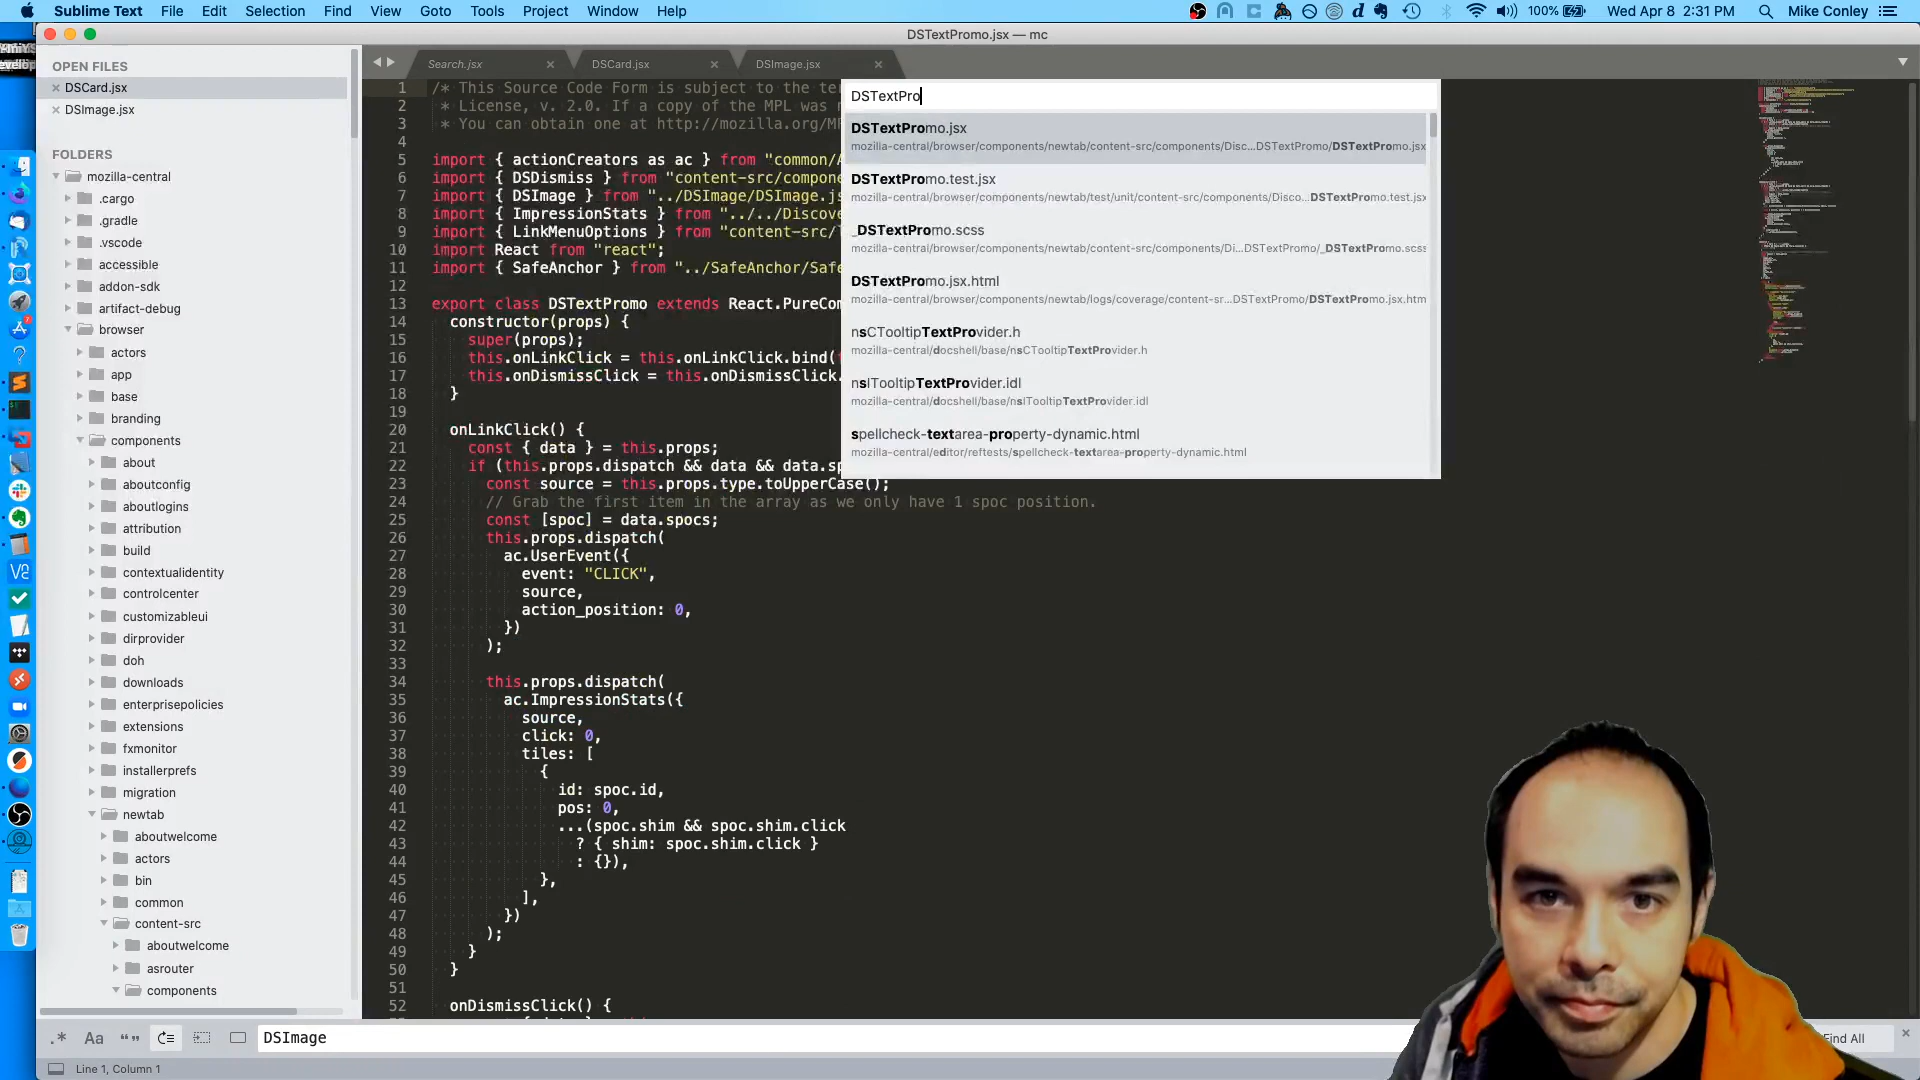 Sublime Text File Edit Selection Find View Goto Tools Project Window Help 100% Wed Apr 8 2:31 PM Mike Conley
DSTextPromo.jsx — mc
OPEN FILES
DSCard.jsx
DSImage.jsx
FOLDERS
mozilla-central
.cargo
.gradle
.vscode
accessible
addon-sdk
artifact-debug
browser
actors
app
base
branding
components
about
aboutconfig
aboutlogins
attribution
build
contextualidentity
controlcenter
customizableui
dirprovider
doh
downloads
enterprisepolicies
extensions
fxmonitor
installerprefs
migration
newtab
aboutwelcome
actors
bin
common
content-src
aboutwelcome
asrouter
components
Search.jsx DSCard.jsx DSImage.jsx
1 /* This Source Code Form is subject to the ter
2 * License, v. 2.0. If a copy of the MPL was n
3 * You can obtain one at http://mozilla.org/MP
4
5 import { actionCreators as ac } from "common/A
6 import { DSDismiss } from "content-src/compone
7 import { DSImage } from "../DSImage/DSImage.js
8 import { ImpressionStats } from "../../Discove
9 import { LinkMenuOptions } from "content-src/
10 import React from "react";
11 import { SafeAnchor } from "../SafeAnchor/Safe
12
13 export class DSTextPromo extends React.PureCom
14 constructor(props) {
15 super(props);
16 this.onLinkClick = this.onLinkClick.bind(
17 this.onDismissClick = this.onDismissClick.
18 }
19
20 onLinkClick() {
21 const { data } = this.props;
22 if (this.props.dispatch && data && data.sp
23 const source = this.props.type.toUpperCase();
24 // Grab the first item in the array as we only have 1 spoc position.
25 const [spoc] = data.spocs;
26 this.props.dispatch(
27 ac.UserEvent({
28 event: "CLICK",
29 source,
30 action_position: 0,
31 })
32 );
33
34 this.props.dispatch(
35 ac.ImpressionStats({
36 source,
37 click: 0,
38 tiles: [
39 {
40 id: spoc.id,
41 pos: 0,
42 ...(spoc.shim && spoc.shim.click
43 ? { shim: spoc.shim.click }
44 : {}),
45 },
46 ],
47 })
48 );
49 }
50 }
51
52 onDismissClick() {
DSTextPro
DSTextPromo.jsx
mozilla-central/browser/components/newtab/content-src/components/Disc...DSTextPromo/DSTextPromo.jsx
DSTextPromo.test.jsx
mozilla-central/browser/components/newtab/test/unit/content-src/components/Disco...DSTextPromo.test.jsx
_DSTextPromo.scss
mozilla-central/browser/components/newtab/content-src/components/Di...DSTextPromo/_DSTextPromo.scss
DSTextPromo.jsx.html
mozilla-central/browser/components/newtab/logs/coverage/content-sr...DSTextPromo/DSTextPromo.jsx.htm
nsCTooltipTextProvider.h
mozilla-central/docshell/base/nsCTooltipTextProvider.h
nsITooltipTextProvider.idl
mozilla-central/docshell/base/nsITooltipTextProvider.idl
spellcheck-textarea-property-dynamic.html
mozilla-central/editor/reftests/spellcheck-textarea-property-dynamic.html
.* Aa “” DSImage Find All
Line 1, Column 1